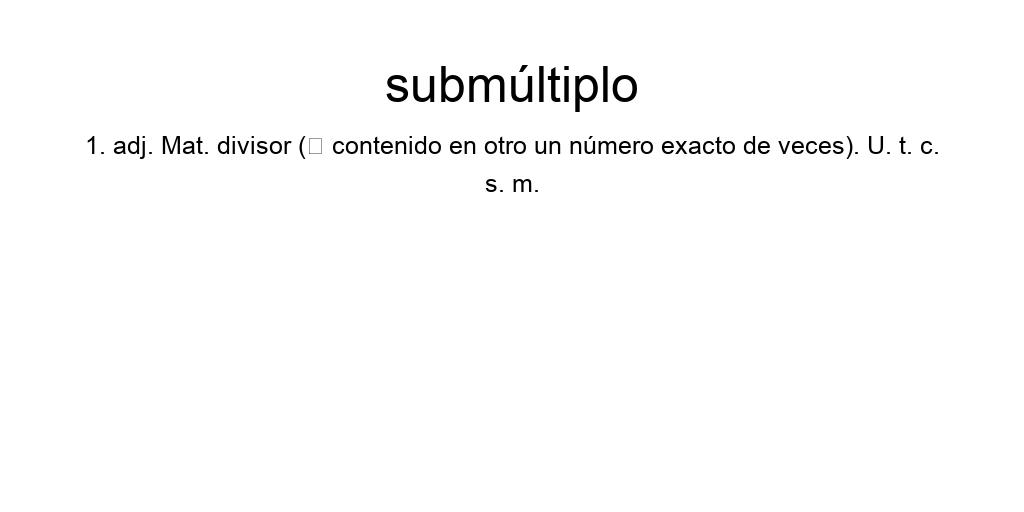 submúltiplo
1. adj. Mat. divisor (□ contenido en otro un número exacto de veces). U. t. c.
s. m.